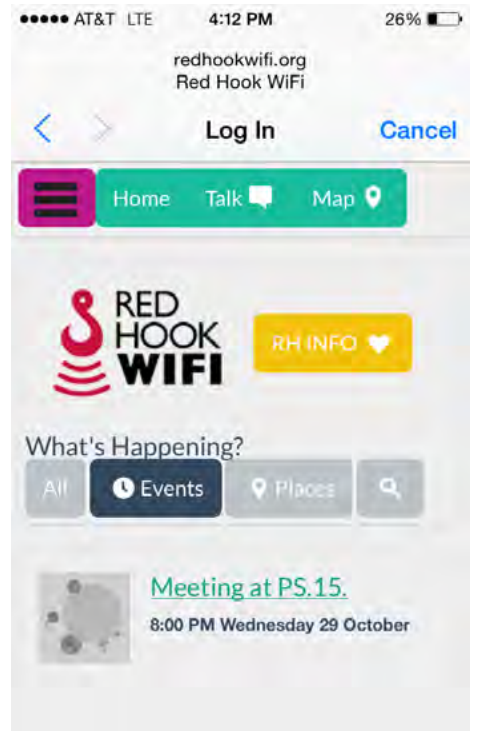 AT&T LTE 4:12 PM 26%
redhookwifi.org
Red Hook WiFi
Log In Cancel
Home Talk Map
RED
HOOK
WIFI
RH INFO
What's Happening?
All Events Places
Meeting at PS.15.
8:00 PM Wednesday 29 October